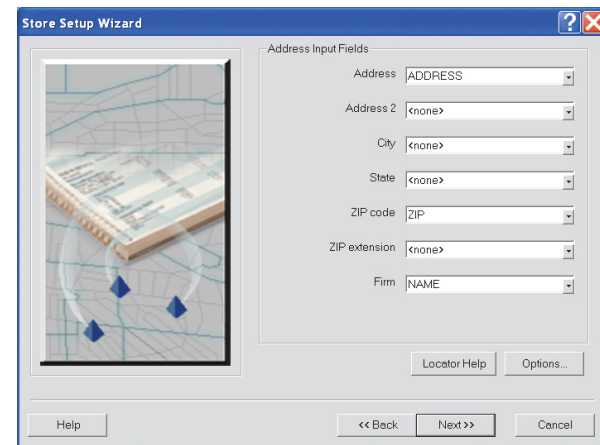 Store Setup Wizard
Address Input Fields
Address ADDRESS
Address 2 <none>
City <none>
State <none>
ZIP code ZIP
ZIP extension <none>
Firm NAME
Locator Help Options...
Help << Back Next >> Cancel